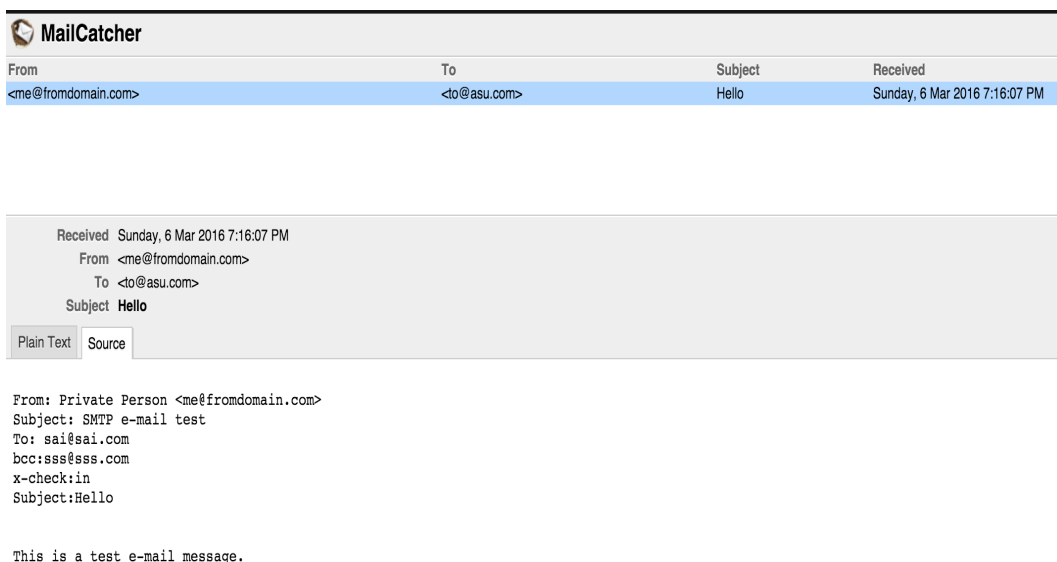 MailCatcher
From To Subject Received
<me@fromdomain.com> <to@asu.com> Hello Sunday, 6 Mar 2016 7:16:07 PM
Received Sunday, 6 Mar 2016 7:16:07 PM
From <me@fromdomain.com>
To <to@asu.com>
Subject Hello
Plain Text Source
From: Private Person <me@fromdomain.com>
Subject: SMTP e-mail test
To: sai@sai.com
bcc:sss@sss.com
x-check:in
Subject:Hello
This is a test e-mail message.